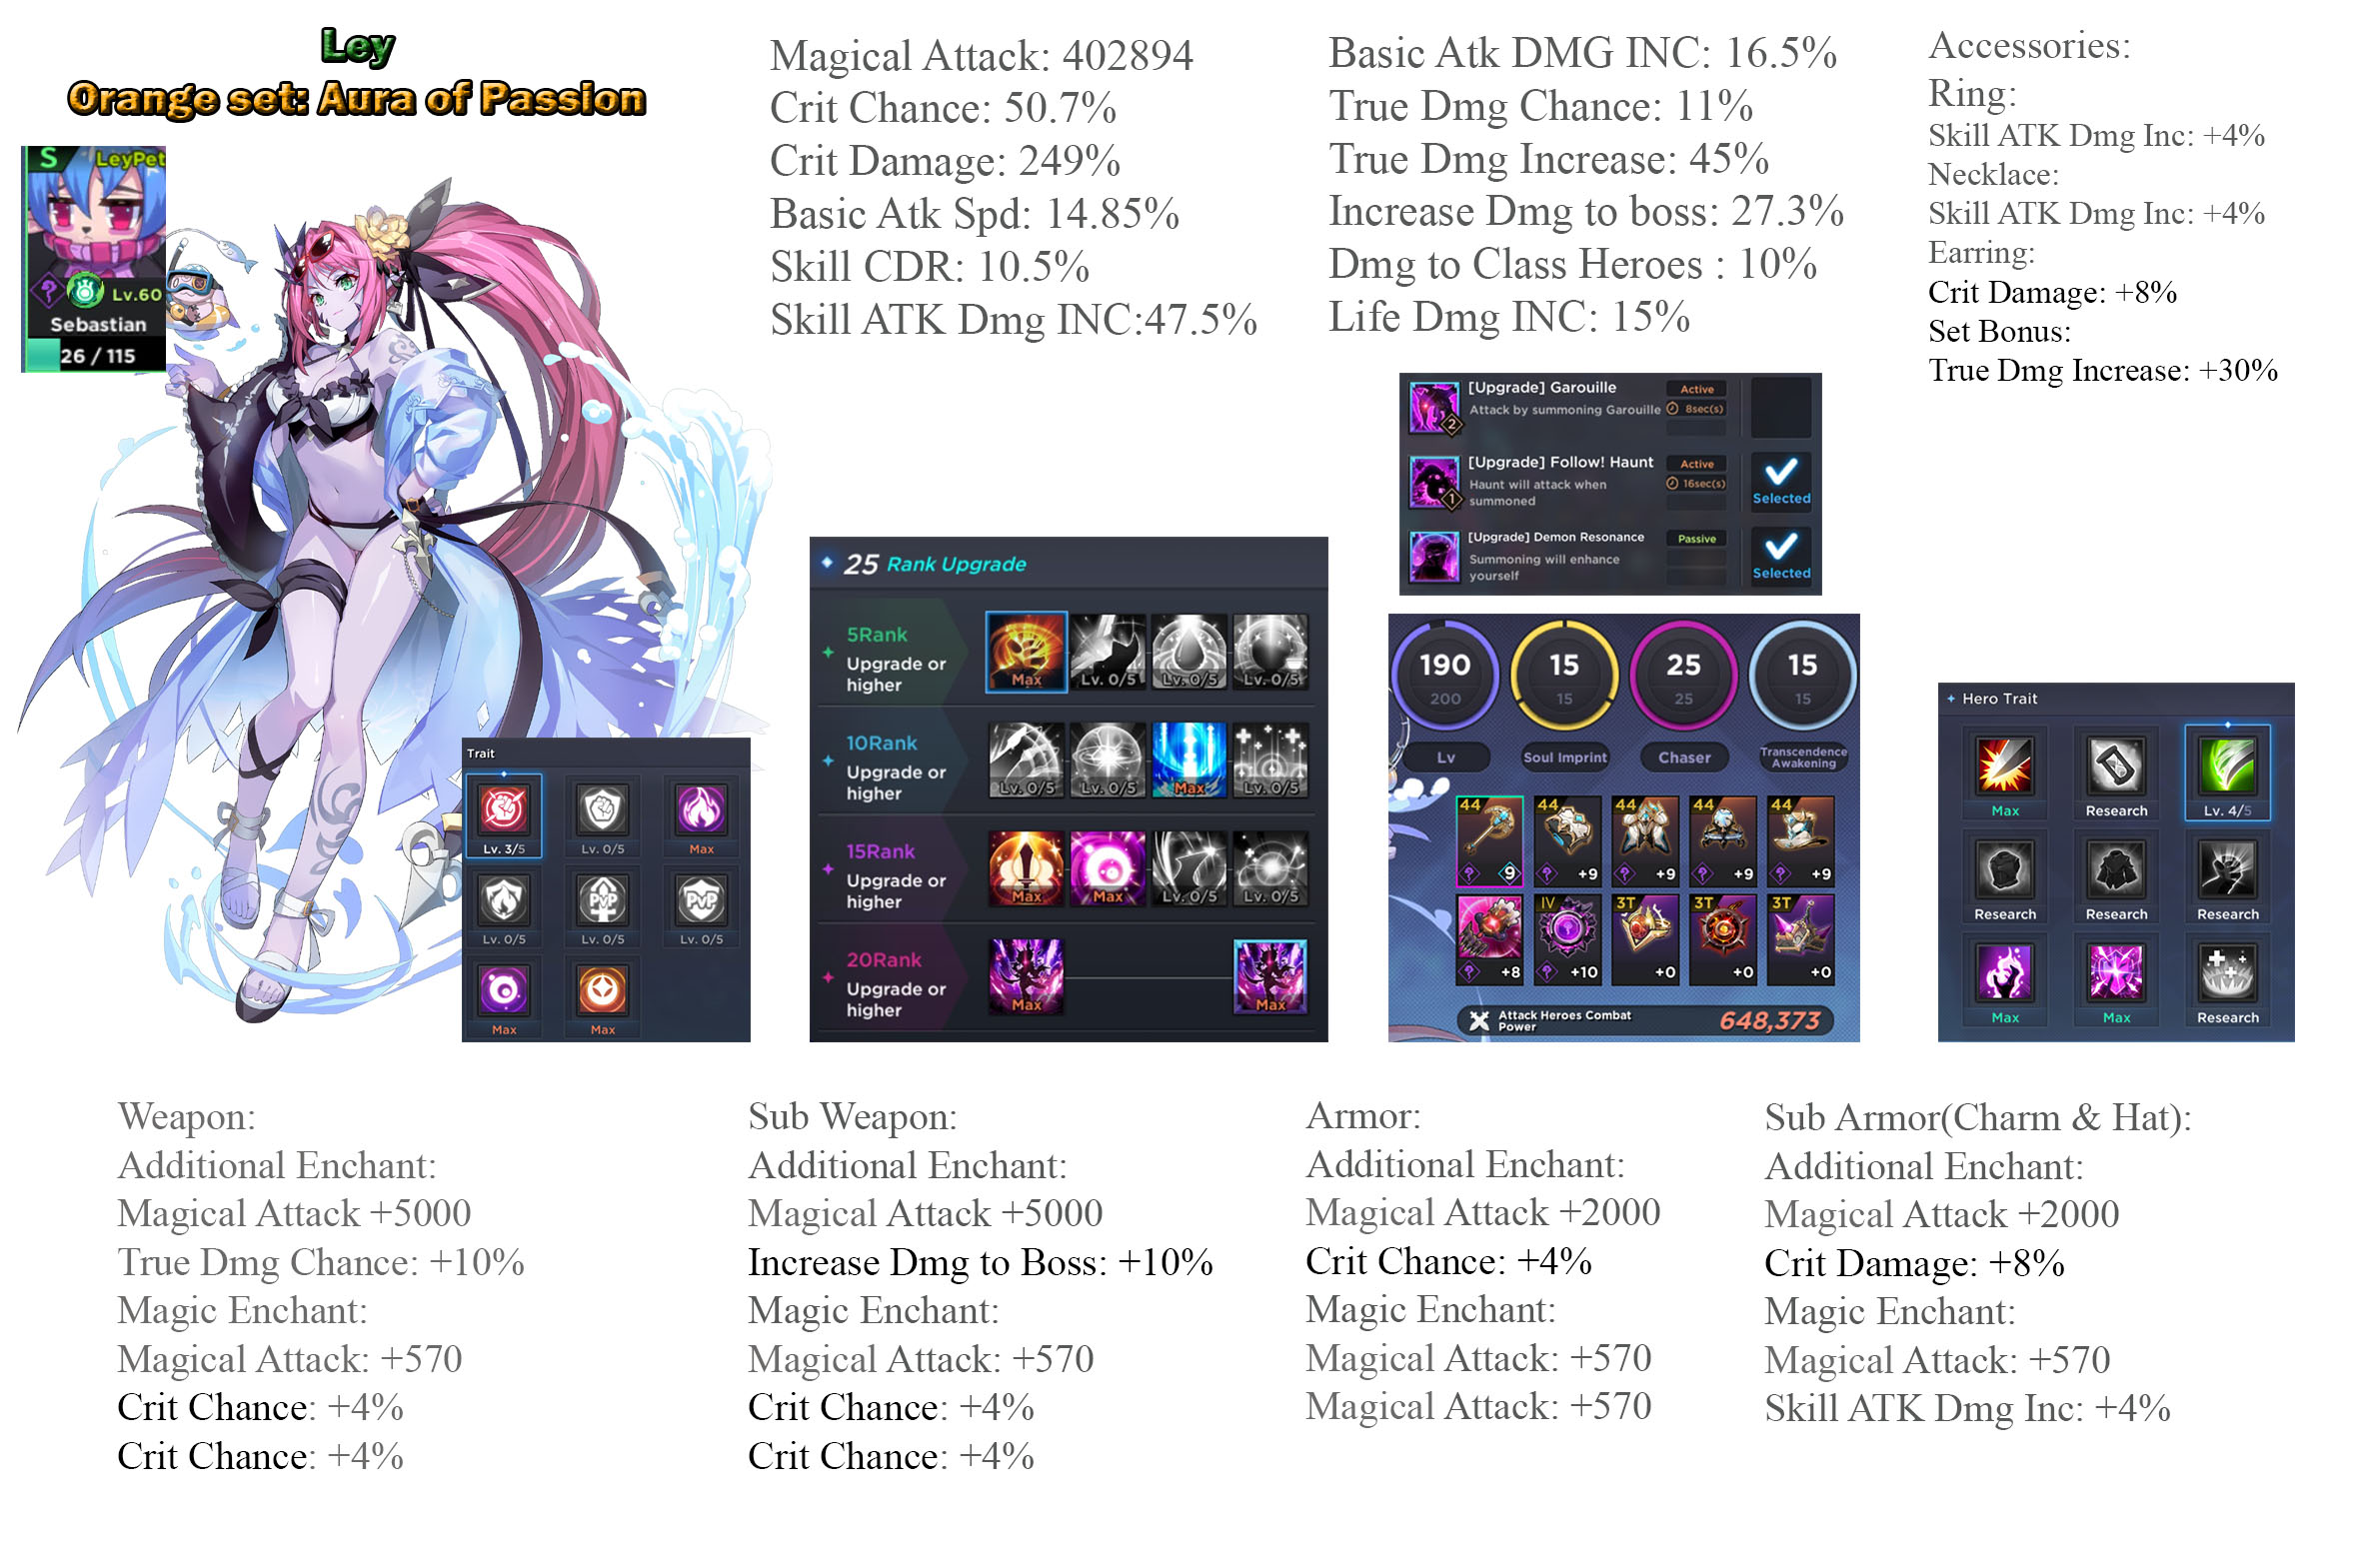 Ley
Orange set: Aura of Passion
S LeyPet
Lv.60
Sebastian
26 / 115
Magical Attack: 402894
Crit Chance: 50.7%
Crit Damage: 249%
Basic Atk Spd: 14.85%
Skill CDR: 10.5%
Skill ATK Dmg INC:47.5%
Basic Atk DMG INC: 16.5%
True Dmg Chance: 11%
True Dmg Increase: 45%
Increase Dmg to boss: 27.3%
Dmg to Class Heroes : 10%
Life Dmg INC: 15%
Accessories:
Ring:
Skill ATK Dmg Inc: +4%
Necklace:
Skill ATK Dmg Inc: +4%
Earring:
Crit Damage: +8%
Set Bonus:
True Dmg Increase: +30%
[Upgrade] Garouille
Active
Attack by summoning Garouille
8sec(s)
2
[Upgrade] Follow! Haunt
Active
Haunt will attack when
16sec(s)
summoned
1
Selected
[Upgrade] Demon Resonance
Passive
Summoning will enhance
yourself
Selected
Trait
Lv. 3/5
Lv. 0/5
Max
Lv. 0/5
PvP
Lv. 0/5
PvP
Lv. 0/5
Max
Max
25 Rank Upgrade
5Rank
Upgrade or
higher
Max
Lv. 0/5
Lv. 0/5
Lv. 0/5
10Rank
Upgrade or
higher
Lv. 0/5
Lv. 0/5
Max
Lv. 0/5
15Rank
Upgrade or
higher
Max
Max
Lv. 0/5
Lv. 0/5
20Rank
Upgrade or
higher
Max
Max
190
200
Lv
15
15
Soul Imprint
25
25
Chaser
15
15
Transcendence
Awakening
44
9
44
+9
44
+9
44
+9
44
+9
+8
IV
+10
3T
+0
3T
+0
3T
+0
Attack Heroes Combat
Power
648,373
Hero Trait
Max
Research
Lv. 4/5
Research
Research
Research
Max
Max
Research
Weapon:
Additional Enchant:
Magical Attack +5000
True Dmg Chance: +10%
Magic Enchant:
Magical Attack: +570
Crit Chance: +4%
Crit Chance: +4%
Sub Weapon:
Additional Enchant:
Magical Attack +5000
Increase Dmg to Boss: +10%
Magic Enchant:
Magical Attack: +570
Crit Chance: +4%
Crit Chance: +4%
Armor:
Additional Enchant:
Magical Attack +2000
Crit Chance: +4%
Magic Enchant:
Magical Attack: +570
Magical Attack: +570
Sub Armor(Charm & Hat):
Additional Enchant:
Magical Attack +2000
Crit Damage: +8%
Magic Enchant:
Magical Attack: +570
Skill ATK Dmg Inc: +4%